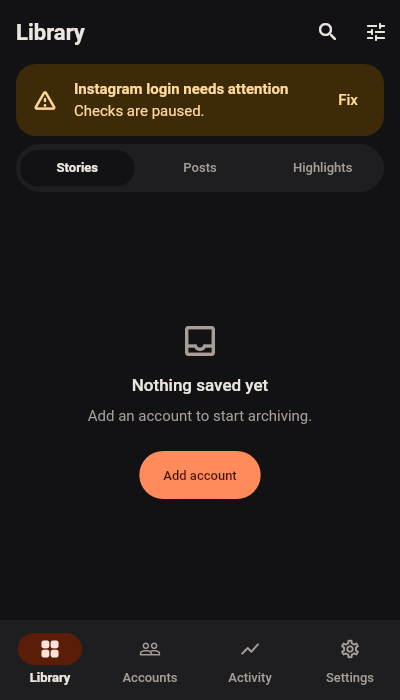 Library
Instagram login needs attention
Checks are paused.
Fix
Stories
Posts
Highlights
Nothing saved yet
Add an account to start archiving.
Add account
Library
Accounts
Activity
Settings